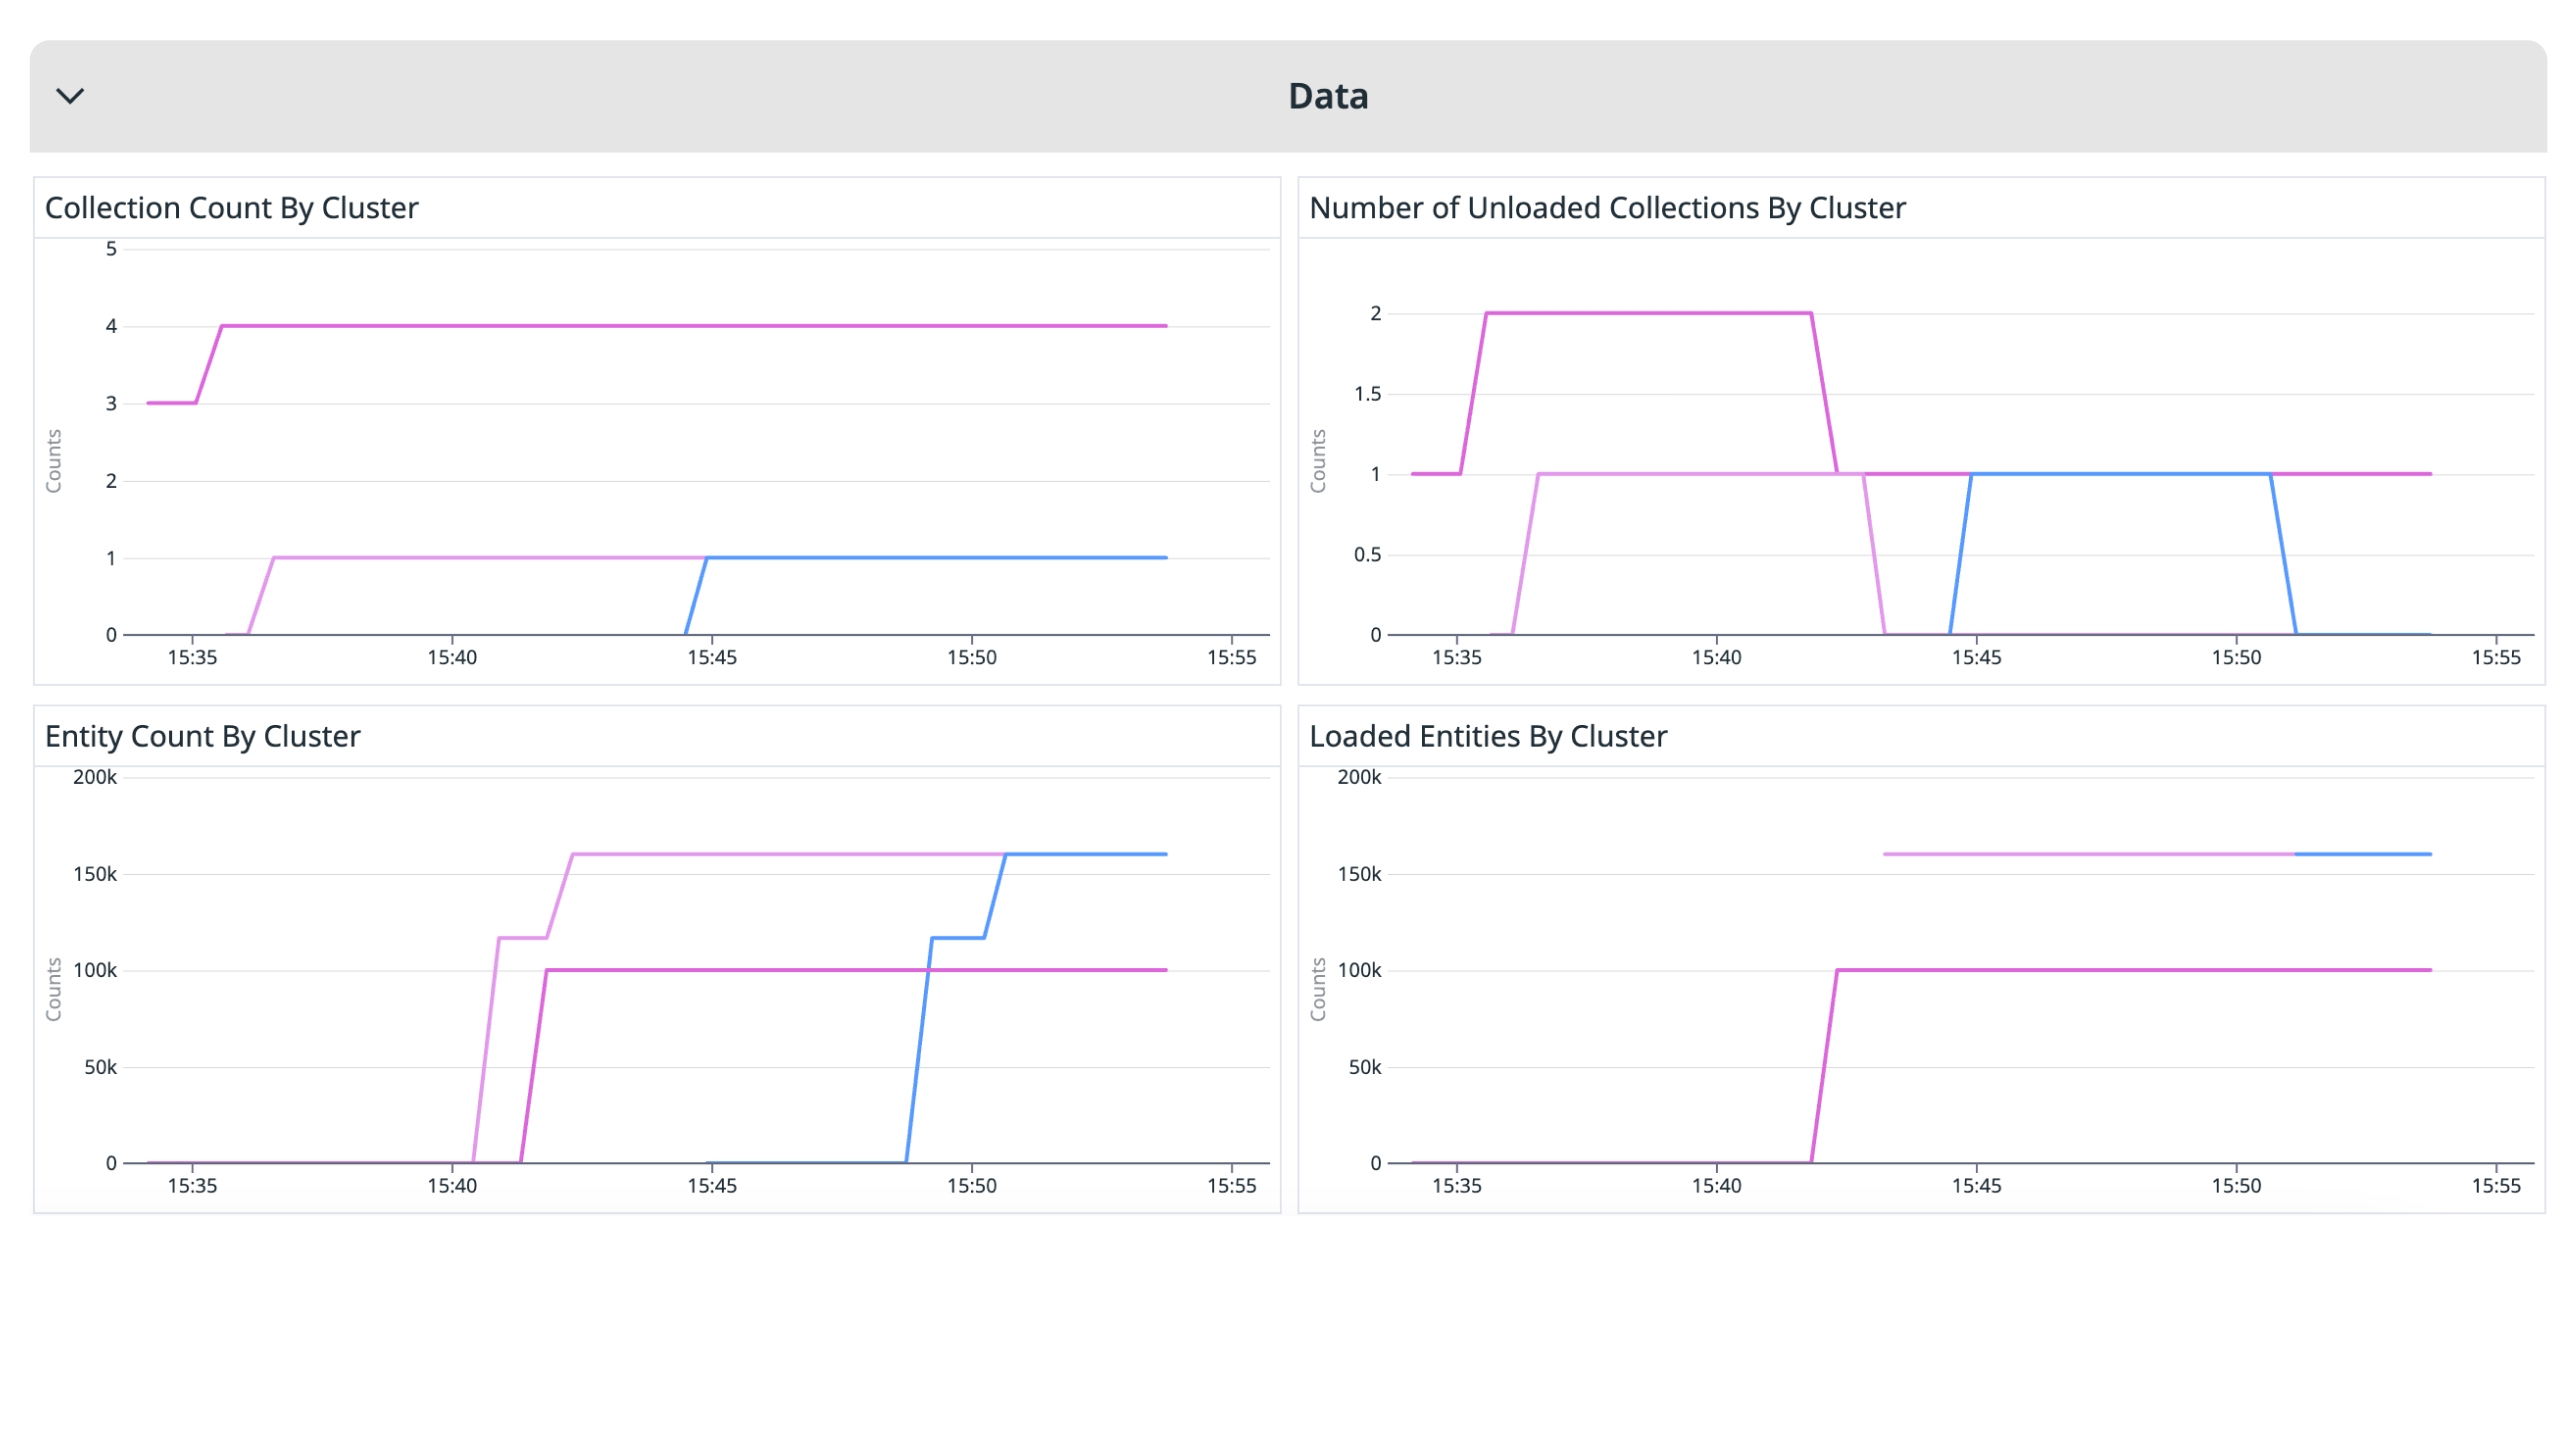 Data
Collection Count By Cluster
5
4
3
2
1
0
Counts
15:35 15:40 15:45 15:50 15:55
Number of Unloaded Collections By Cluster
2
1.5
1
0.5
0
Counts
15:35 15:40 15:45 15:50 15:55
Entity Count By Cluster
200k
150k
100k
50k
0
Counts
15:35 15:40 15:45 15:50 15:55
Loaded Entities By Cluster
200k
150k
100k
50k
0
Counts
15:35 15:40 15:45 15:50 15:55